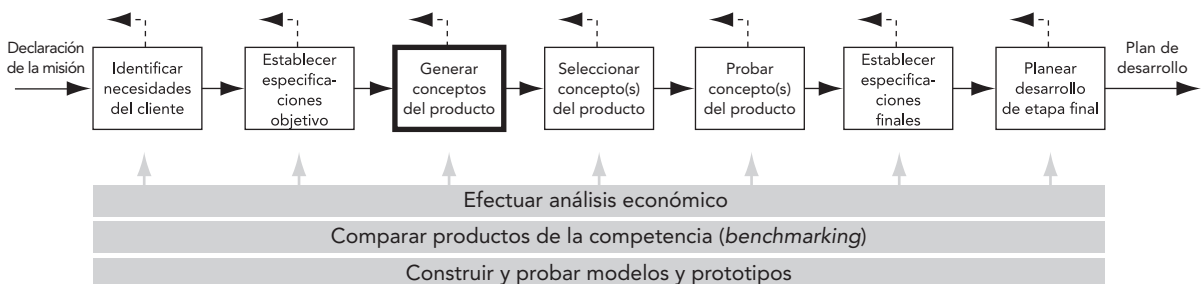 Declaración
de la misión
Identificar
necesidades
del cliente
Establecer
especifica-
ciones
objetivo
Generar
conceptos
del producto
Seleccionar
concepto(s)
del producto
Probar
concepto(s)
del producto
Establecer
especifica-
ciones
finales
Planear
desarrollo
de etapa final
Plan de
desarrollo
Efectuar análisis económico
Comparar productos de la competencia (benchmarking)
Construir y probar modelos y prototipos